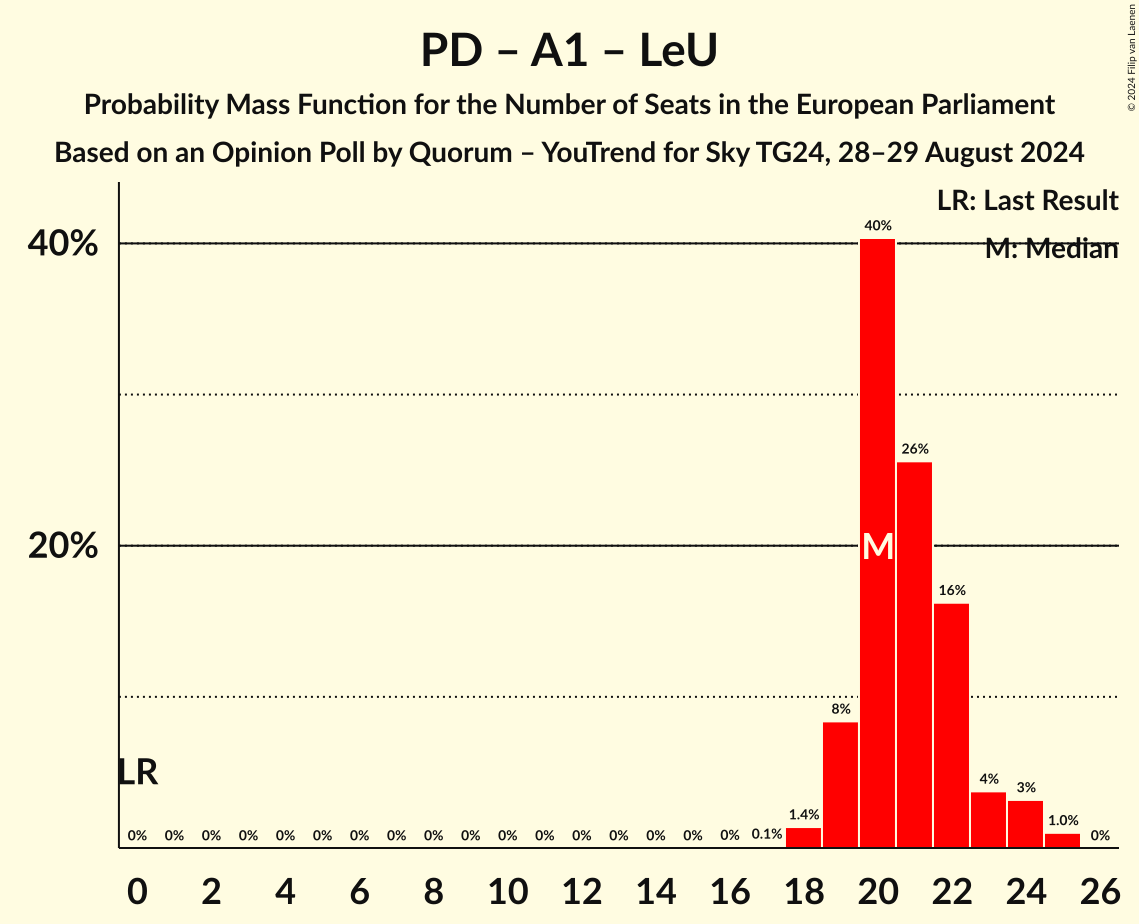 PD – A1 – LeU
Probability Mass Function for the Number of Seats in the European Parliament
Based on an Opinion Poll by Quorum – YouTrend for Sky TG24, 28–29 August 2024
© 2024 Filip van Laenen
LR: Last Result
M: Median
40%
20%
40%
26%
M
16%
8%
LR
4%
3%
1.4%
1.0%
0% 0% 0% 0% 0% 0% 0% 0% 0% 0% 0% 0% 0% 0% 0% 0% 0% 0.1% 0%
0 2 4 6 8 10 12 14 16 18 20 22 24 26